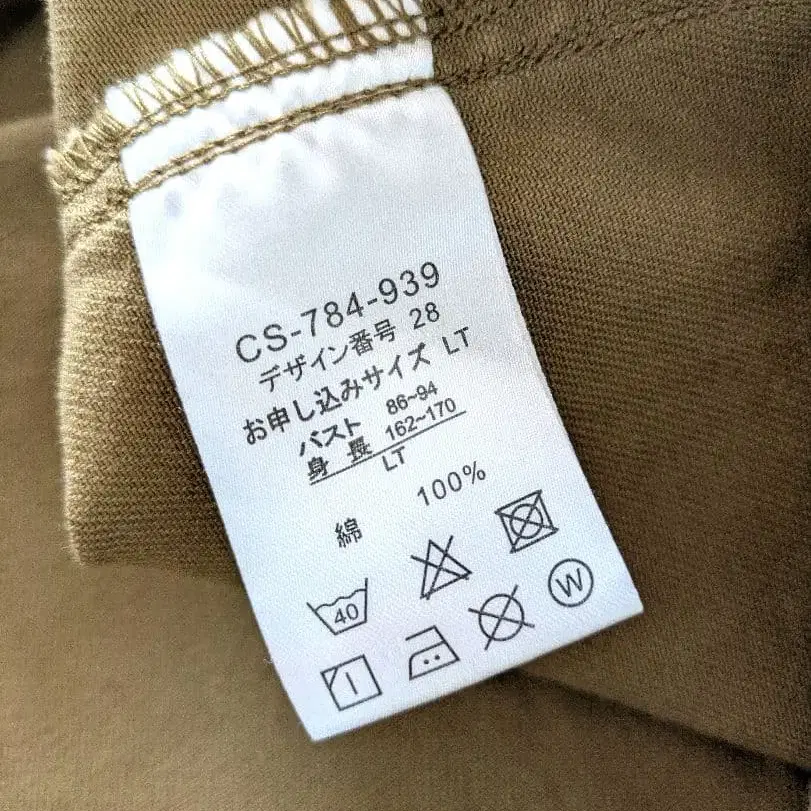 CS-784-939
デザイン番号 28
お申し込みサイズ LT
バスト 86~94
身長 162~170
LT
綿 100%
40
W